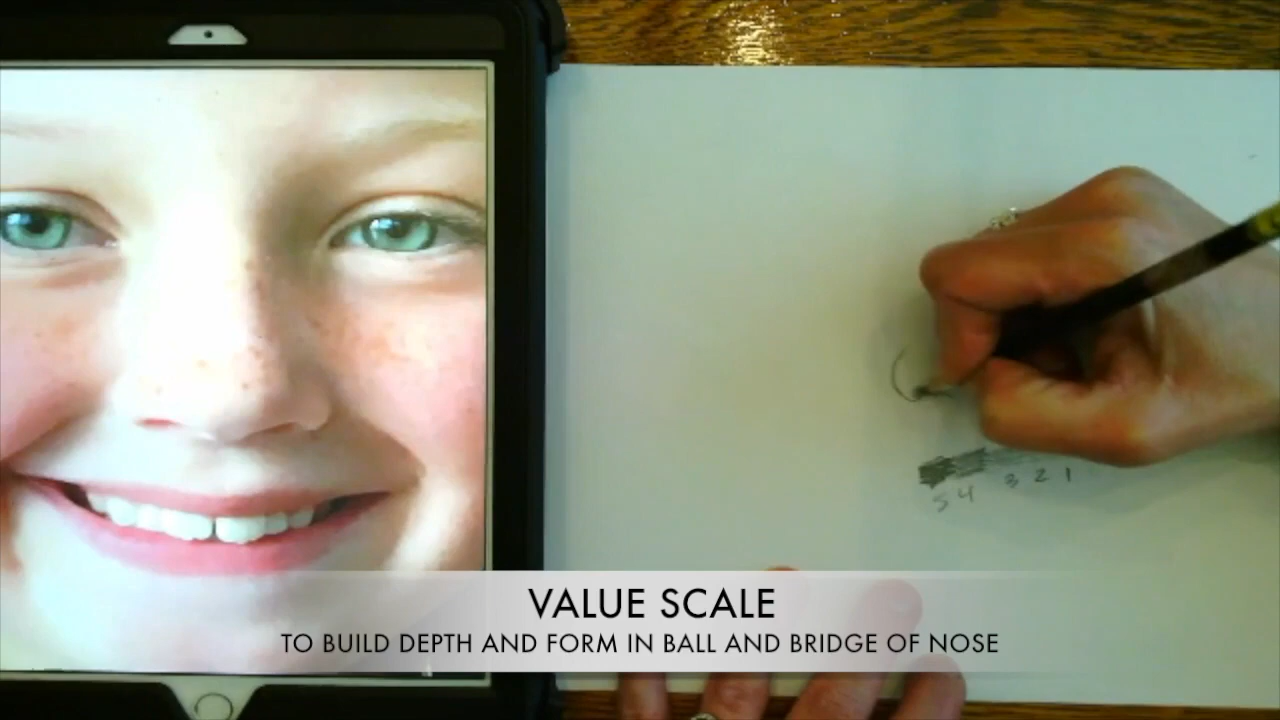 5 4 3 2 1
VALUE SCALE
TO BUILD DEPTH AND FORM IN BALL AND BRIDGE OF NOSE